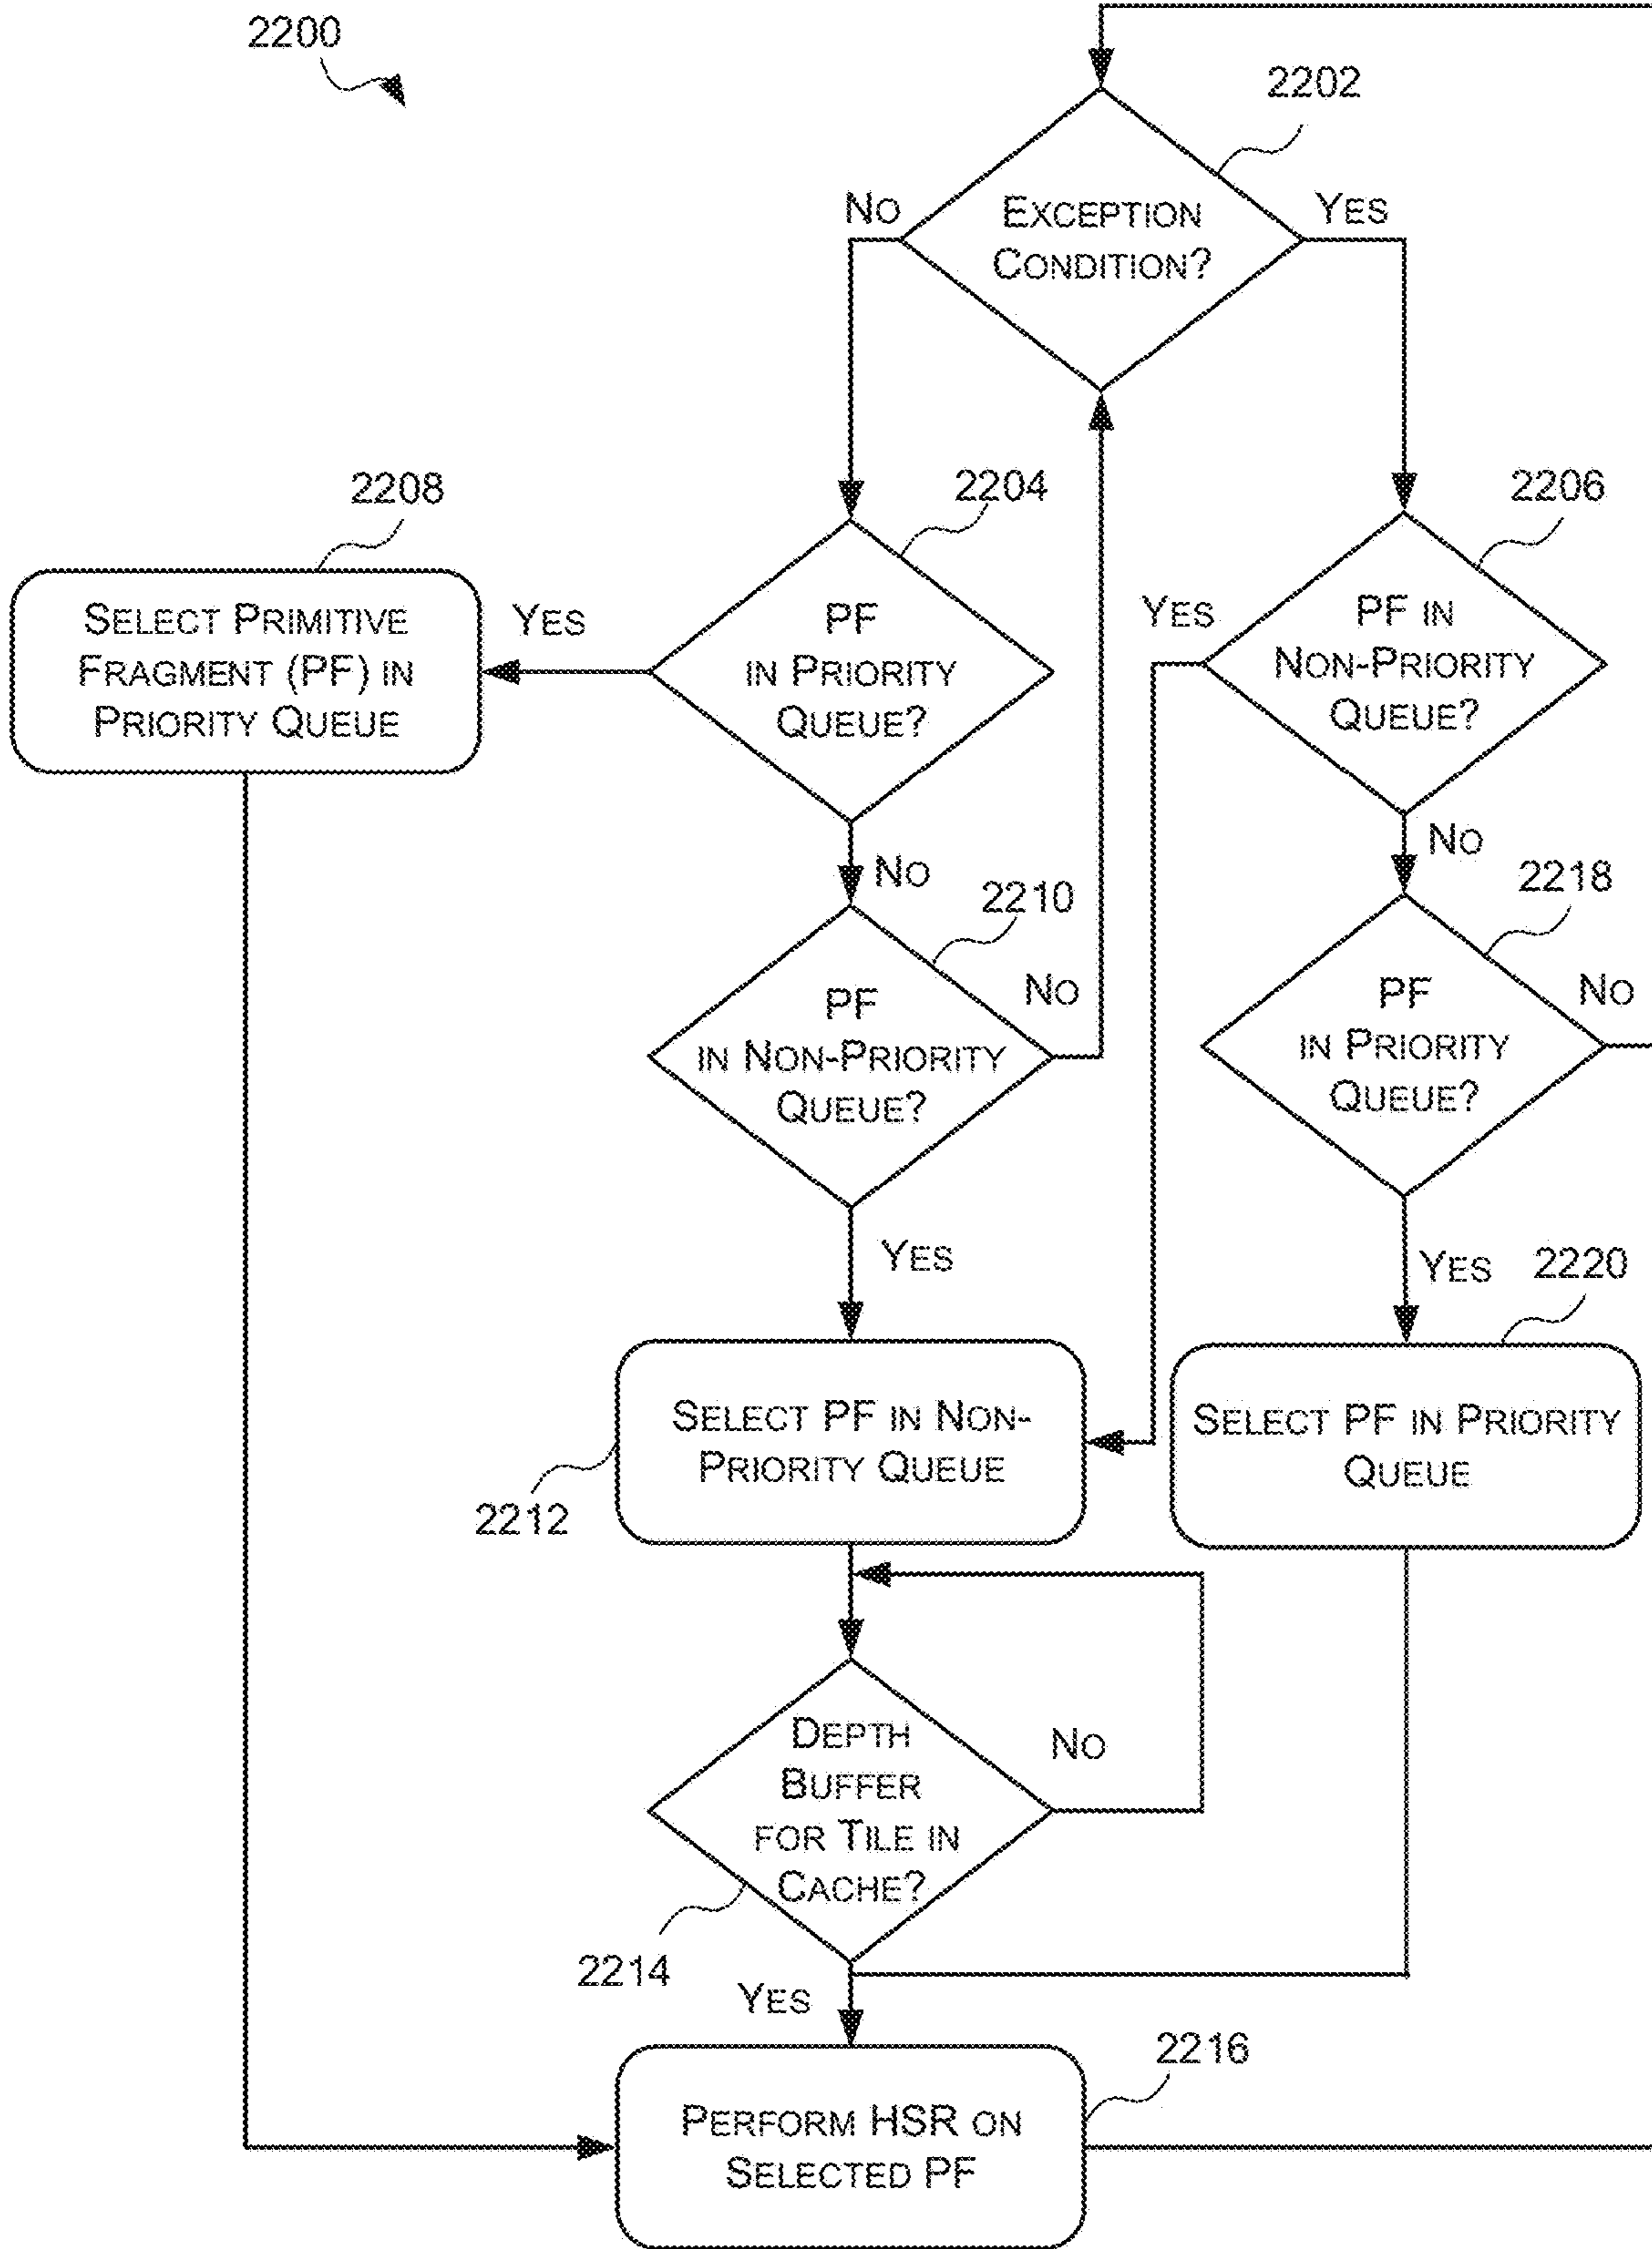 2200
2202
No
EXCEPTION
CONDITION?
YES
2208
2204
2206
SELECT PRIMITIVE
FRAGMENT (PF) IN
PRIORITY QUEUE
YES
PF
IN PRIORITY
QUEUE?
YES
PF IN
NON-PRIORITY
QUEUE?
No
2210
No
2218
PF
IN NON-PRIORITY
QUEUE?
No
PF
IN PRIORITY
QUEUE?
No
YES
YES
2220
SELECT PF IN NON-
PRIORITY QUEUE
2212
SELECT PF IN PRIORITY
QUEUE
DEPTH
BUFFER
FOR TILE IN
CACHE?
No
2214
YES
2216
PERFORM HSR ON
SELECTED PF